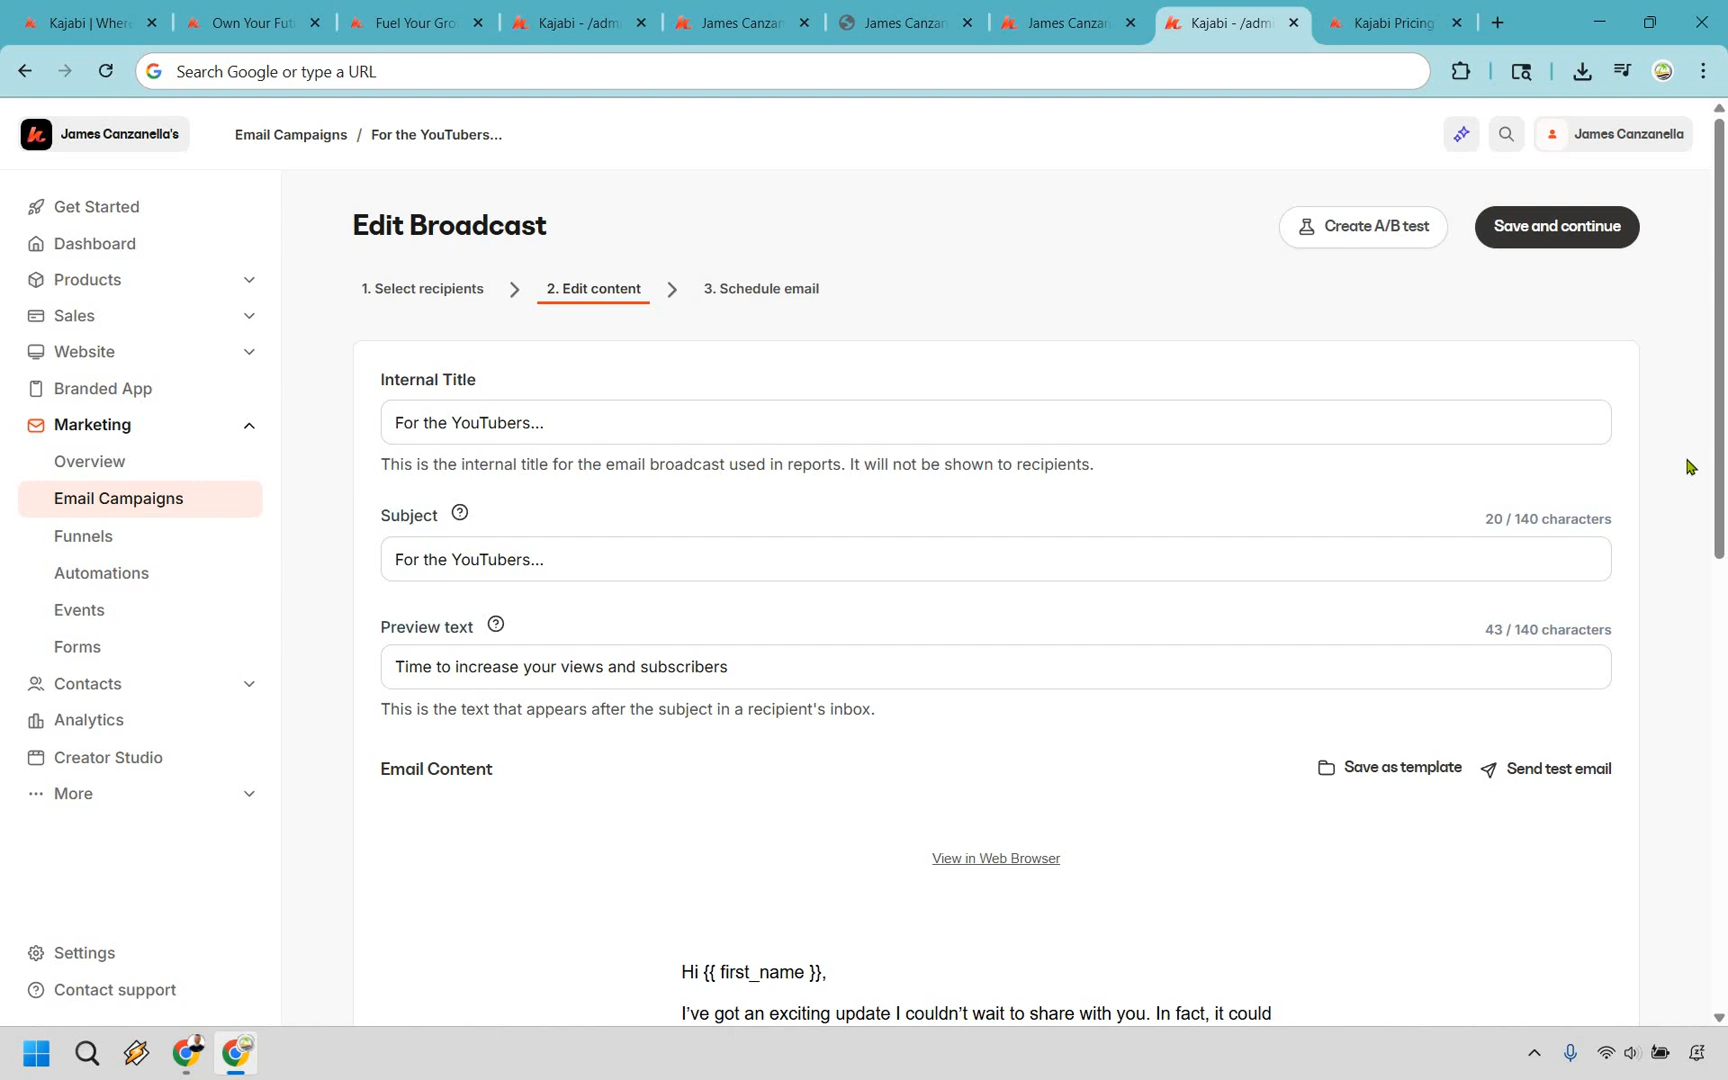 Kajabi | Wher
Own Your Fut
Fuel Your Gro
Kajabi - /adm
James Canzan
James Canzan
James Canzan
Kajabi - /adm
Kajabi Pricing
Search Google or type a URL
James Canzanella's
Email Campaigns / For the YouTubers...
James Canzanella
Get Started
Dashboard
Products
Sales
Website
Branded App
Marketing
Overview
Email Campaigns
Funnels
Automations
Events
Forms
Contacts
Analytics
Creator Studio
More
Settings
Contact support
Edit Broadcast
Create A/B test
Save and continue
1. Select recipients
2. Edit content
3. Schedule email
Internal Title
For the YouTubers...
This is the internal title for the email broadcast used in reports. It will not be shown to recipients.
Subject
20 / 140 characters
For the YouTubers...
Preview text
43 / 140 characters
Time to increase your views and subscribers
This is the text that appears after the subject in a recipient's inbox.
Email Content
Save as template
Send test email
View in Web Browser
Hi {{ first_name }},
I've got an exciting update I couldn't wait to share with you. In fact, it could